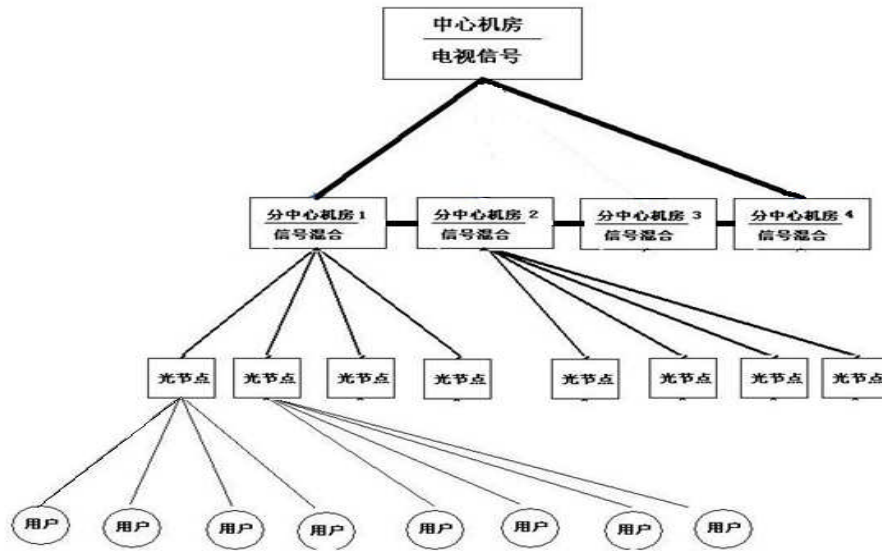 中心机房
电视信号
分中心机房1
信号混合
分中心机房2
信号混合
分中心机房3
信号混合
分中心机房4
信号混合
光节点
光节点
光节点
光节点
光节点
光节点
光节点
光节点
用户
用户
用户
用户
用户
用户
用户
用户